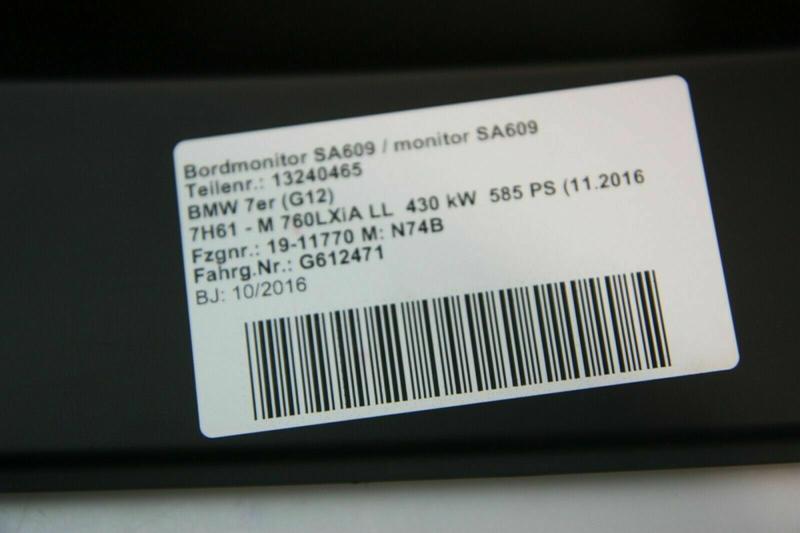 Bordmonitor SA609 / monitor SA609
Teilenr.: 13240465
BMW 7er (G12)
7H61 - M 760LXiA LL 430 kW 585 PS (11.2016
Fzgnr.: 19-11770 M: N74B
Fahrg.Nr.: G612471
BJ: 10/2016